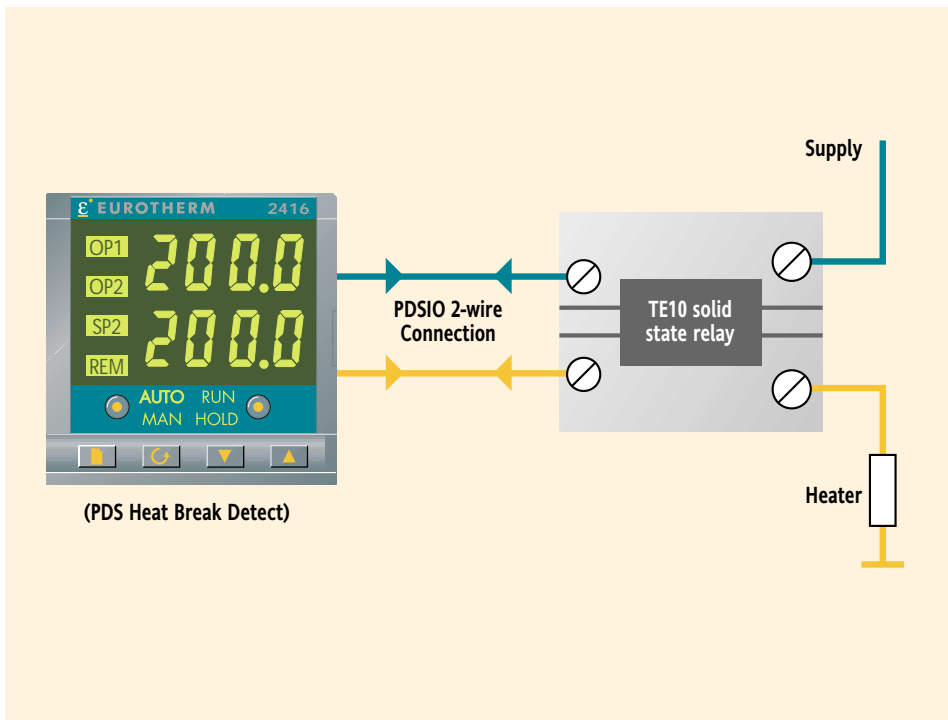 Supply
ε EUROTHERM 2416
OP1
200.0
OP2
SP2
200.0
REM
AUTO RUN
MAN HOLD
(PDS Heat Break Detect)
PDSIO 2-wire
Connection
TE10 solid
state relay
Heater